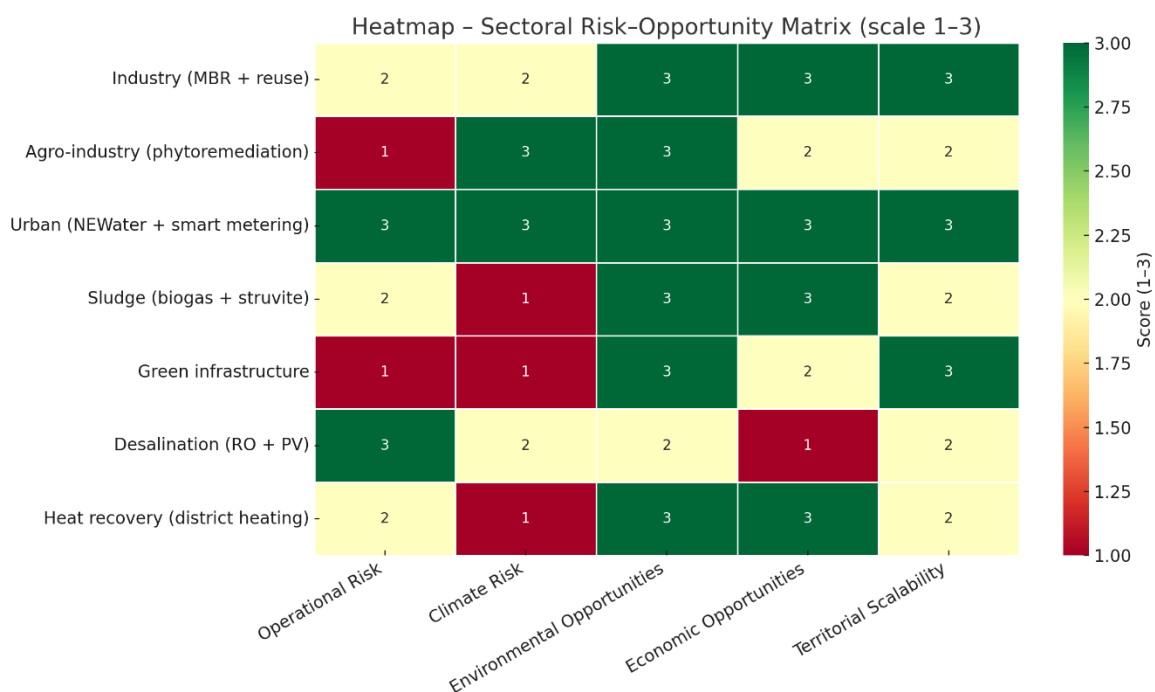 Heatmap – Sectoral Risk–Opportunity Matrix (scale 1–3)
Industry (MBR + reuse) 2 2 3 3 3
Agro-industry (phytoremediation) 1 3 3 2 2
Urban (NEWater + smart metering) 3 3 3 3 3
Sludge (biogas + struvite) 2 1 3 3 2
Green infrastructure 1 1 3 2 3
Desalination (RO + PV) 3 2 2 1 2
Heat recovery (district heating) 2 1 3 3 2
Operational Risk
Climate Risk
Environmental Opportunities
Economic Opportunities
Territorial Scalability
3.00
2.75
2.50
2.25
2.00
1.75
1.50
1.25
1.00
Score (1–3)